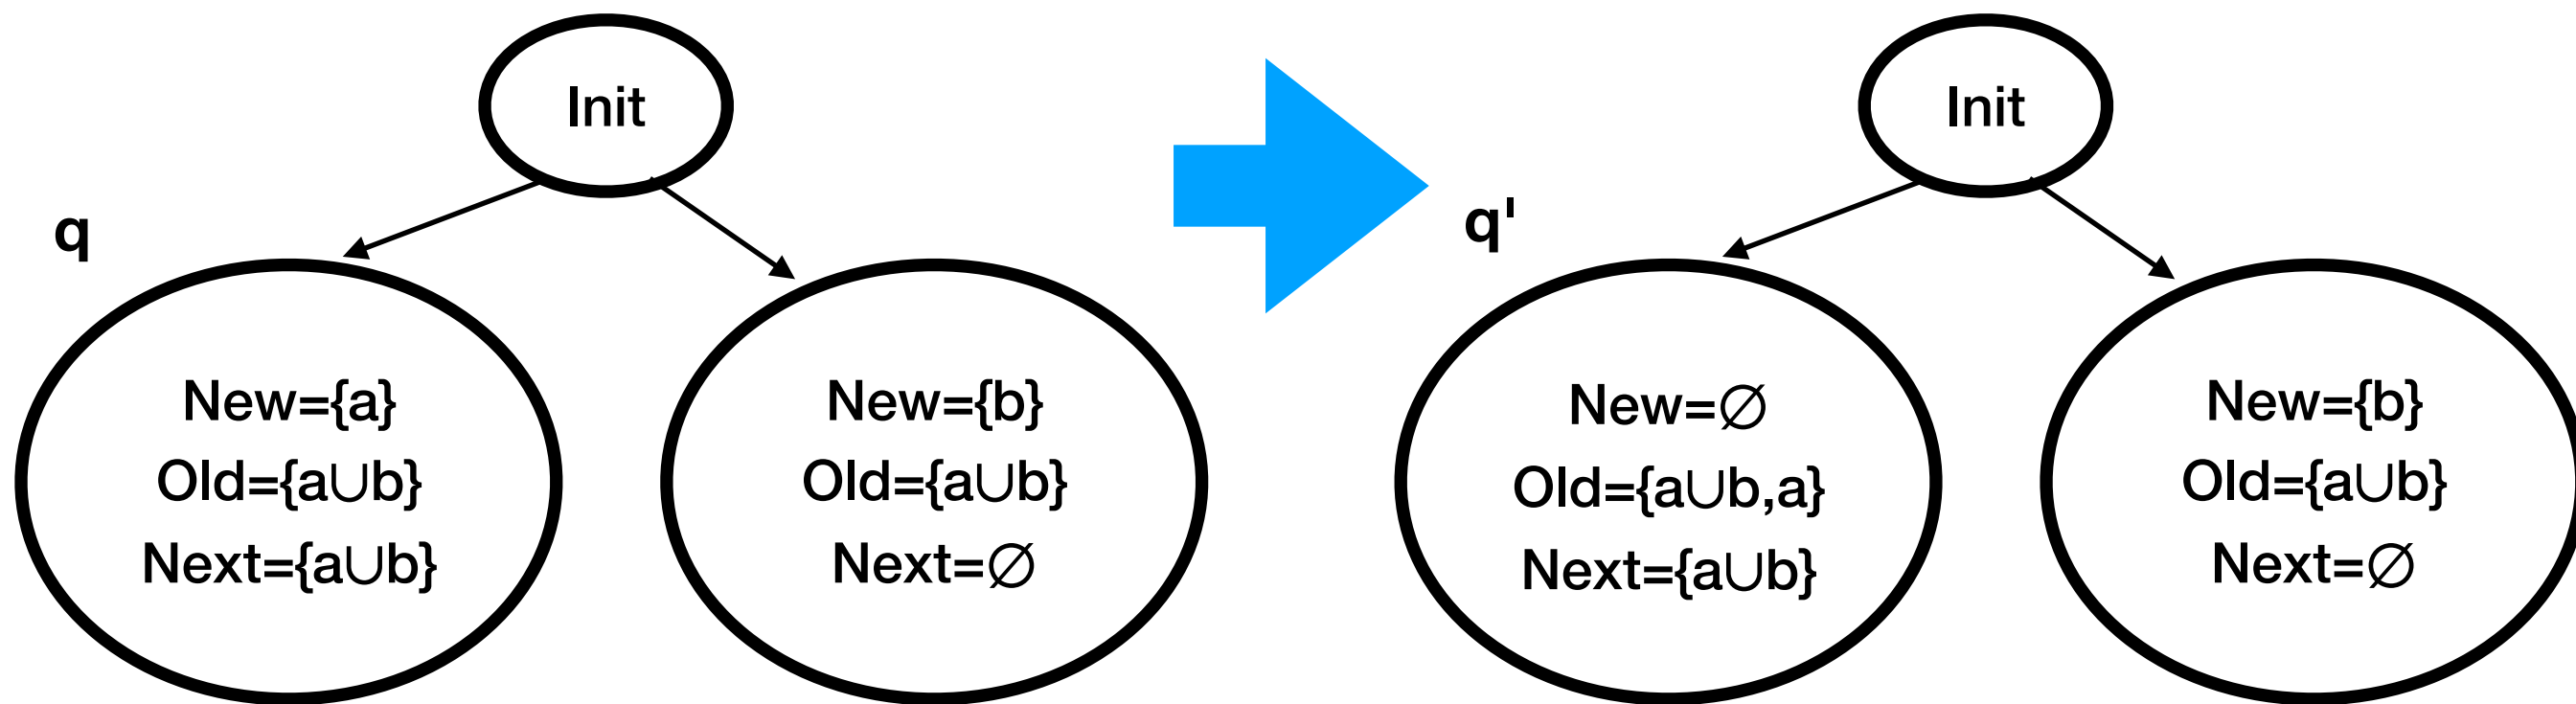 Init
q
New={a}
Old={a∪b}
Next={a∪b}
New={b}
Old={a∪b}
Next=∅
Init
q'
New=∅
Old={a∪b,a}
Next={a∪b}
New={b}
Old={a∪b}
Next=∅